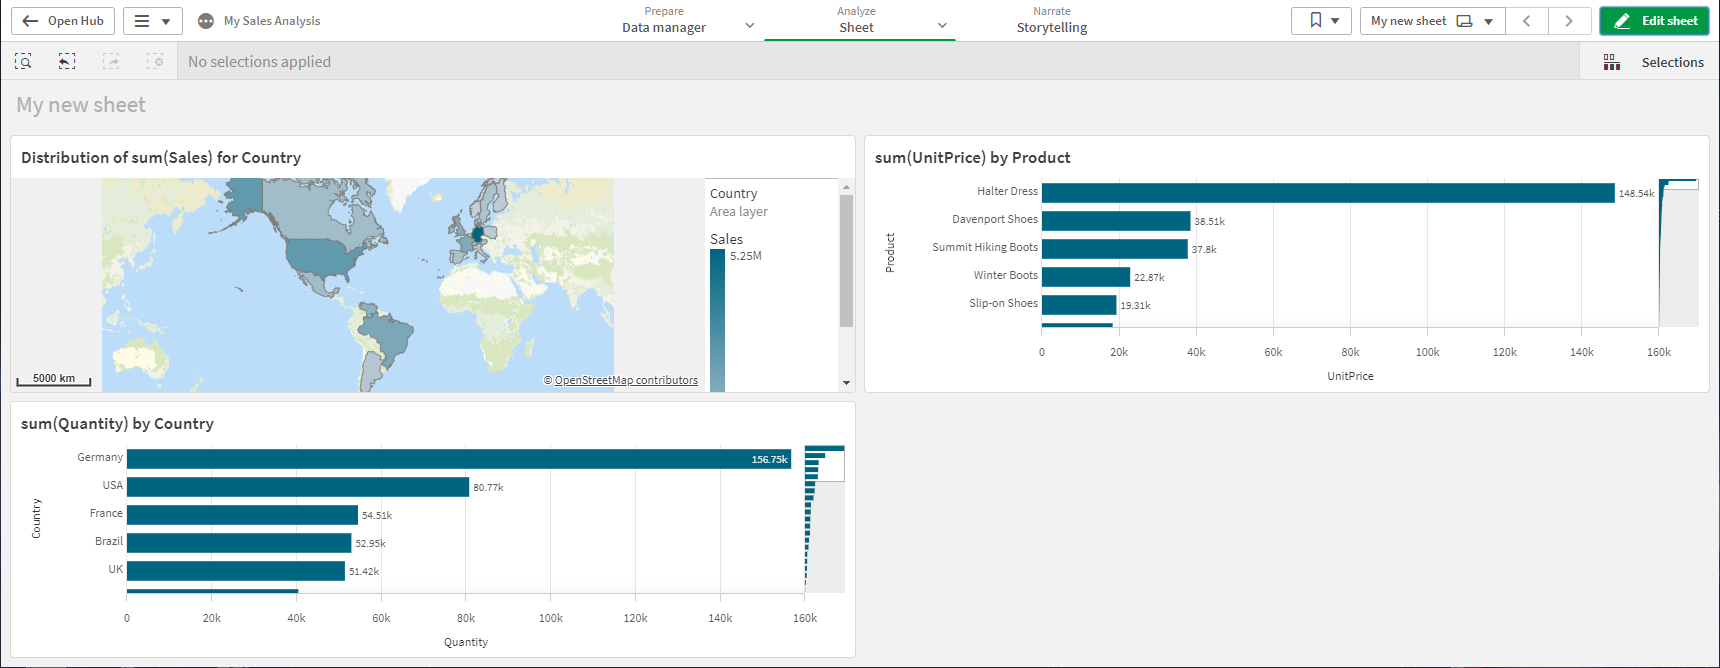 Open Hub
My Sales Analysis
Prepare
Data manager
Analyze
Sheet
Narrate
Storytelling
My new sheet
Edit sheet
No selections applied
Selections
My new sheet
Distribution of sum(Sales) for Country
Country
Area layer
Sales
5.25M
5000 km
© OpenStreetMap contributors
sum(UnitPrice) by Product
Product
Halter Dress
148.54k
Davenport Shoes
38.51k
Summit Hiking Boots
37.8k
Winter Boots
22.87k
Slip-on Shoes
19.31k
0 20k 40k 60k 80k 100k 120k 140k 160k
UnitPrice
sum(Quantity) by Country
Country
Germany
156.75k
USA
80.77k
France
54.51k
Brazil
52.95k
UK
51.42k
0 20k 40k 60k 80k 100k 120k 140k 160k
Quantity